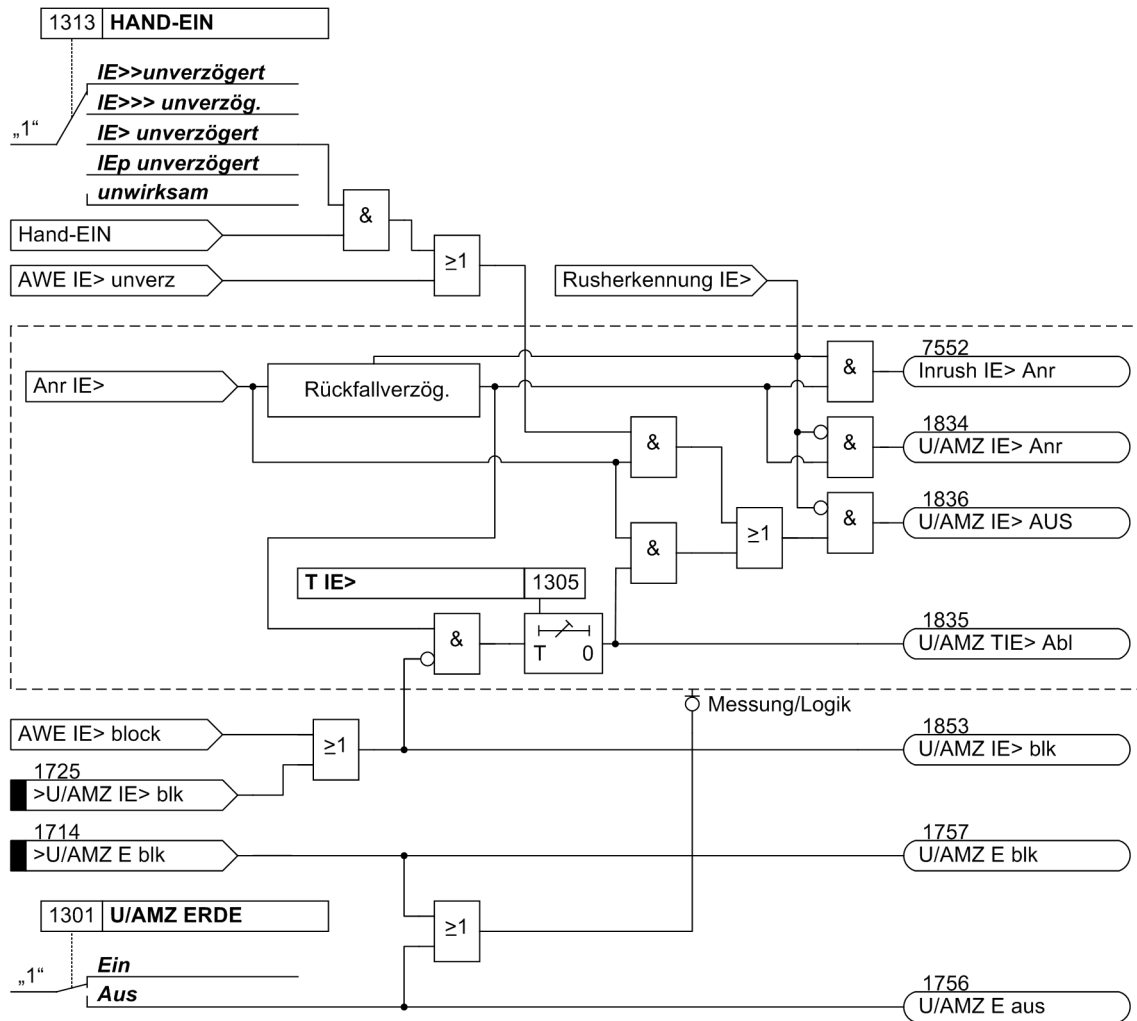 1313 HAND-EIN
IE>>unverzögert
IE>>> unverzög.
„1“
IE> unverzögert
IEp unverzögert
unwirksam
&
Hand-EIN
≥1
AWE IE> unverz
Rusherkennung IE>
7552
Anr IE>
Rückfallverzög.
&
Inrush IE> Anr
1834
&
&
U/AMZ IE> Anr
1836
≥1
&
U/AMZ IE> AUS
&
T IE> 1305
1835
&
T 0
U/AMZ TIE> Abl
Messung/Logik
1853
AWE IE> block
≥1
U/AMZ IE> blk
1725
>U/AMZ IE> blk
1714
1757
>U/AMZ E blk
U/AMZ E blk
1301 U/AMZ ERDE
≥1
Ein
„1“
Aus
1756
U/AMZ E aus